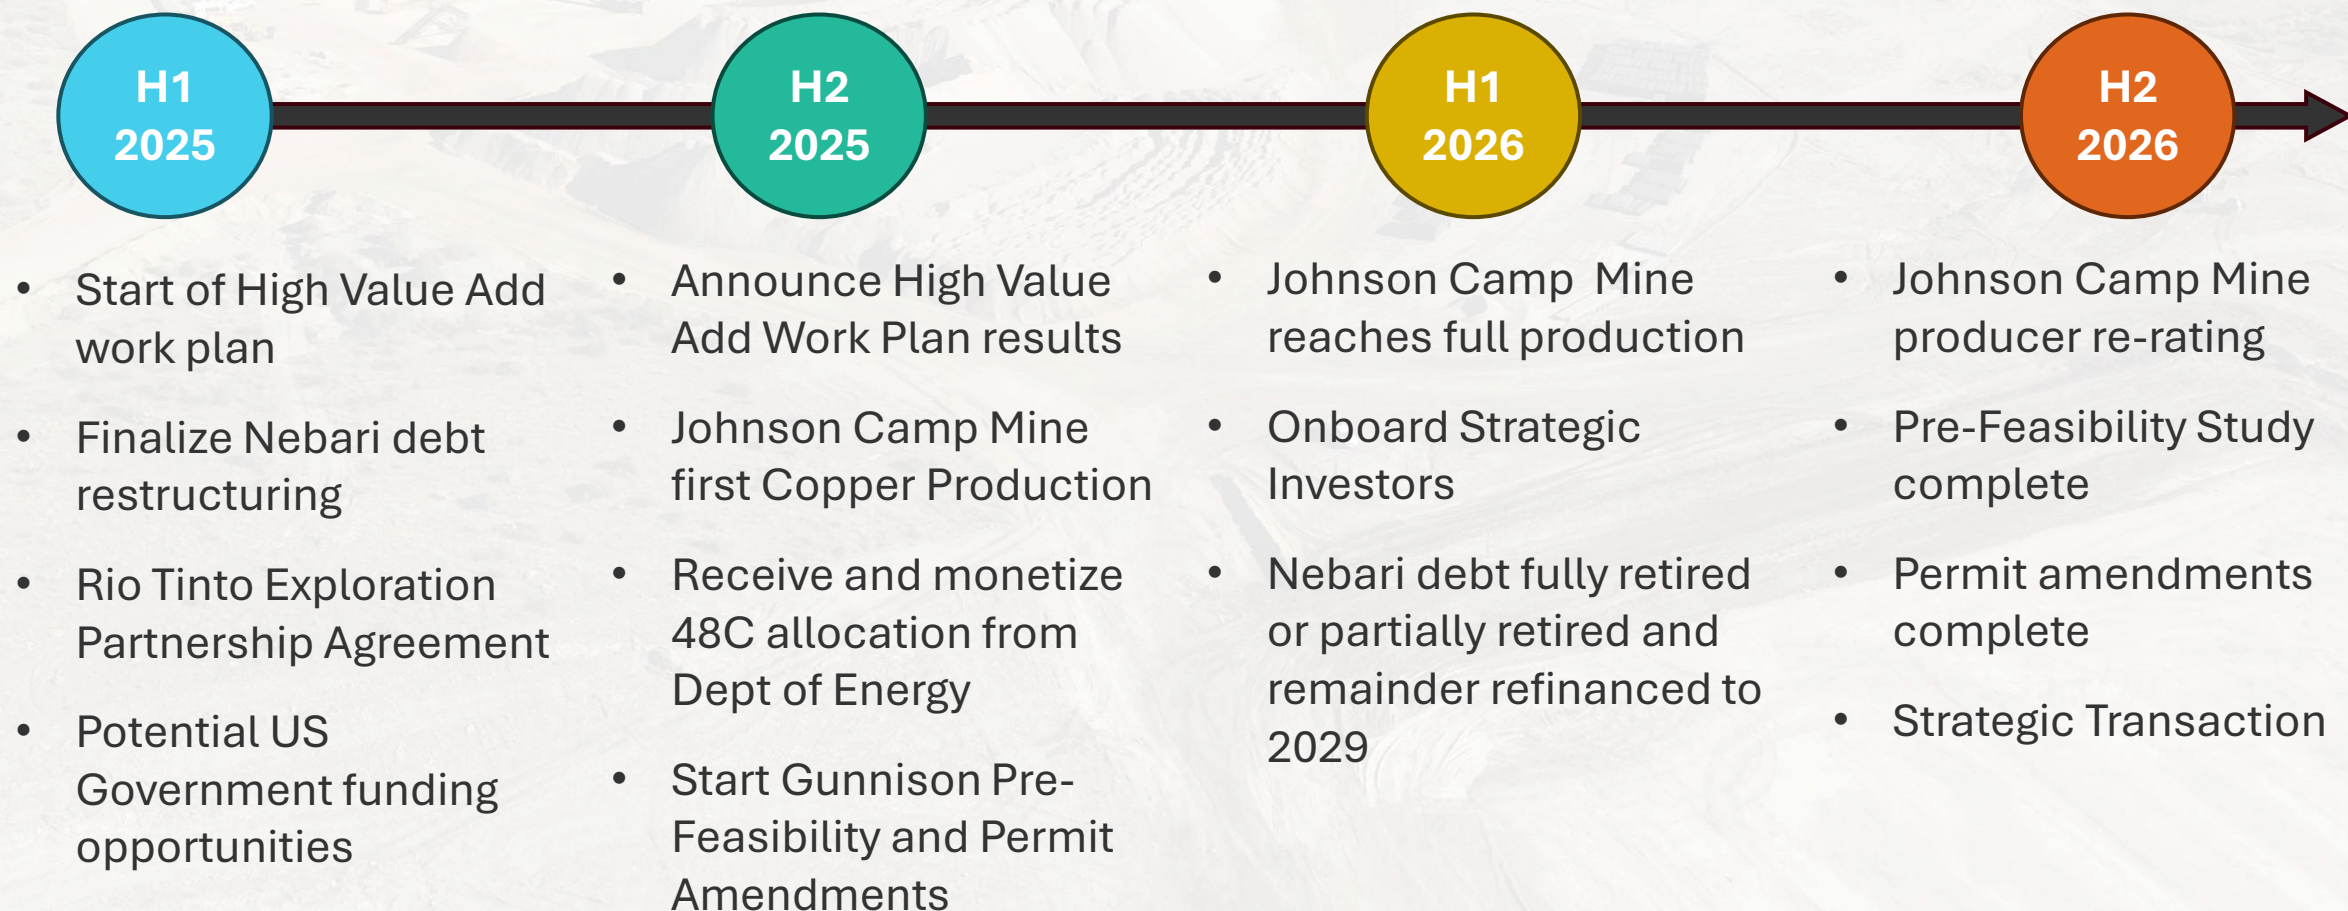 H1
2025
H2
2025
H1
2026
H2
2026
• Start of High Value Add
work plan
• Finalize Nebari debt
restructuring
• Rio Tinto Exploration
Partnership Agreement
• Potential US
Government funding
opportunities
• Announce High Value
Add Work Plan results
• Johnson Camp Mine
first Copper Production
• Receive and monetize
48C allocation from
Dept of Energy
• Start Gunnison Pre-
Feasibility and Permit
Amendments
• Johnson Camp  Mine
reaches full production
• Onboard Strategic
Investors
• Nebari debt fully retired
or partially retired and
remainder refinanced to
2029
• Johnson Camp Mine
producer re-rating
• Pre-Feasibility Study
complete
• Permit amendments
complete
• Strategic Transaction